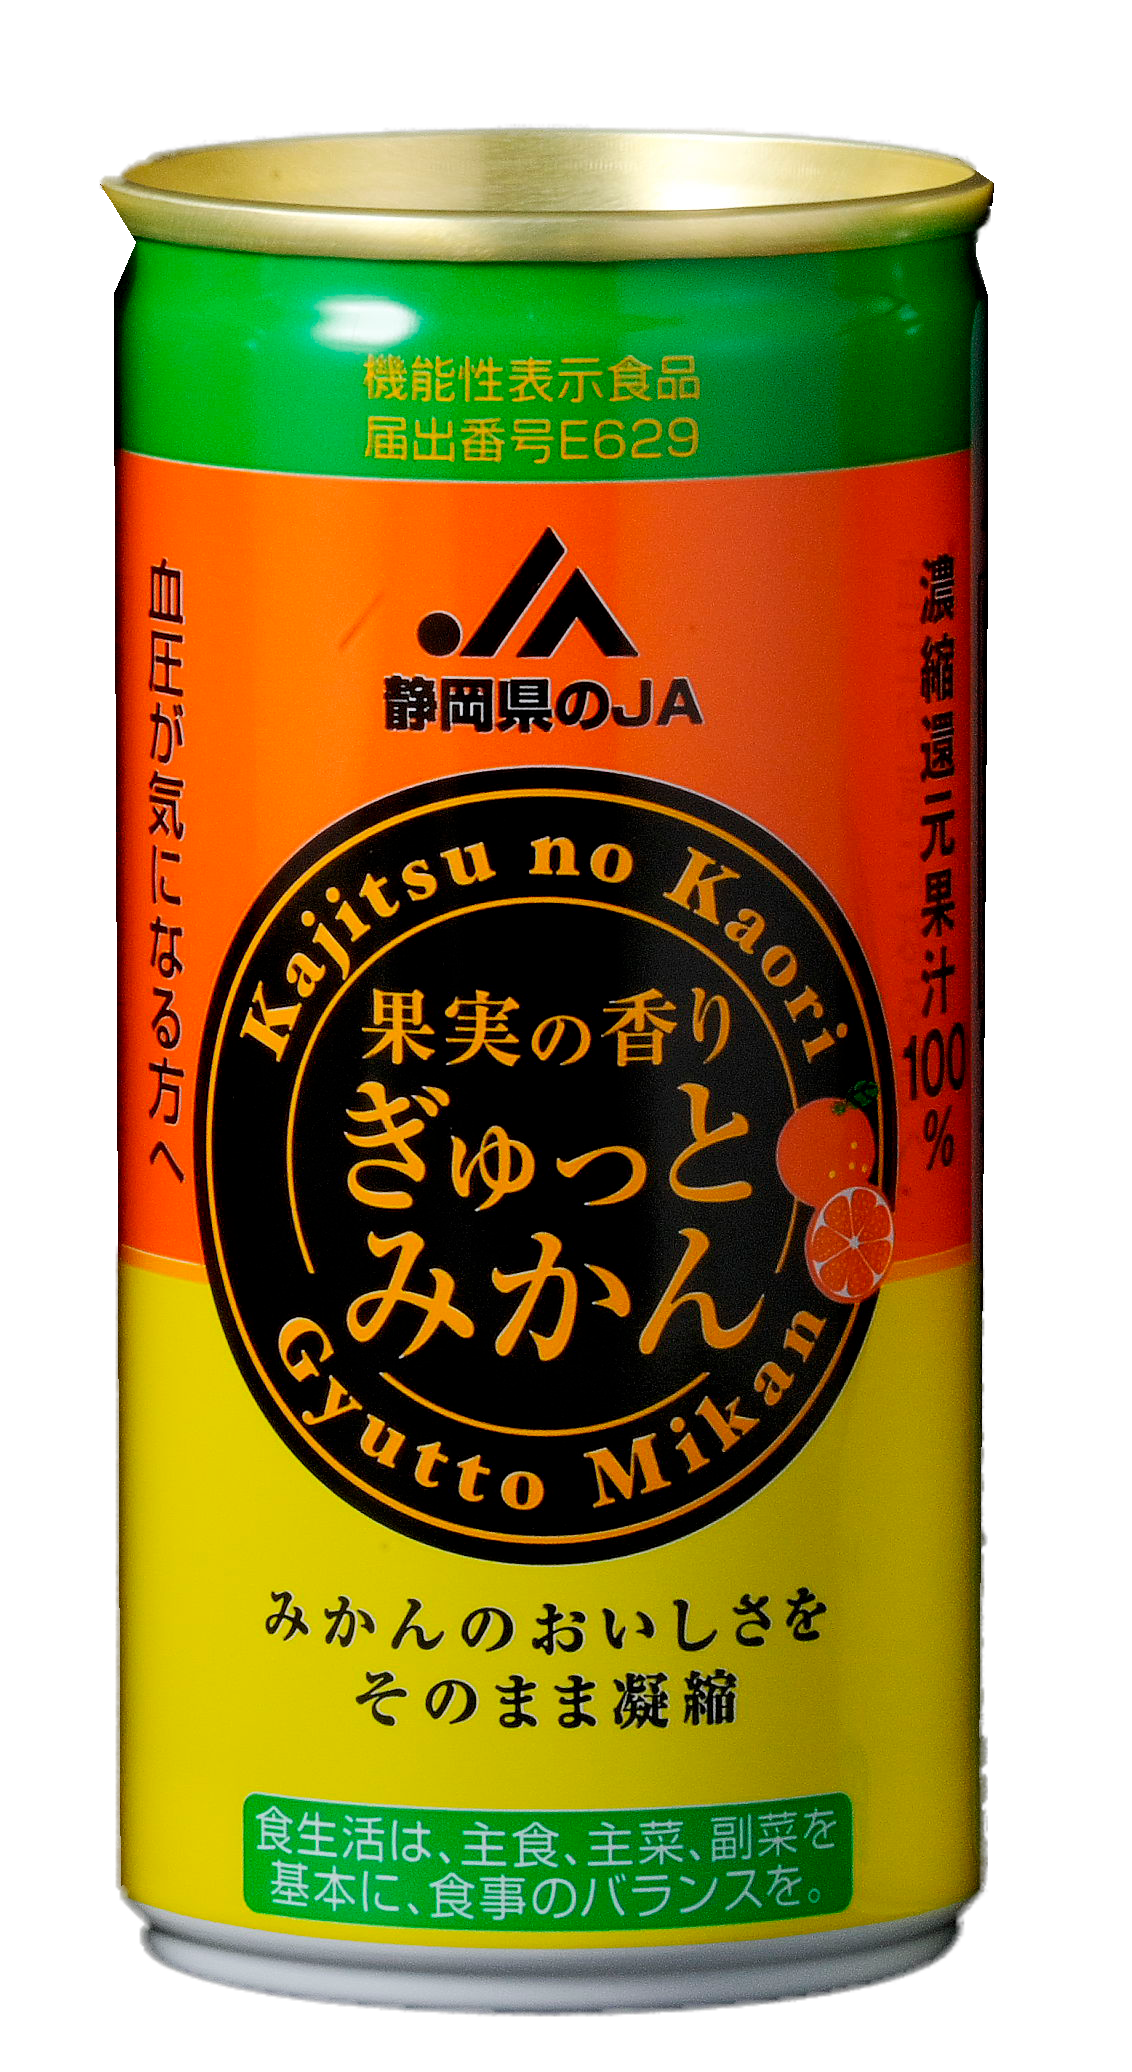 機能性表示食品
届出番号E629
JA
静岡県のJA
血圧が気になる方へ
濃縮還元果汁100%
Kajitsu no Kaori
果実の香り
ぎゅっと
みかん
Gyutto Mikan
みかんのおいしさを
そのまま凝縮
食生活は、主食、主菜、副菜を
基本に、食事のバランスを。